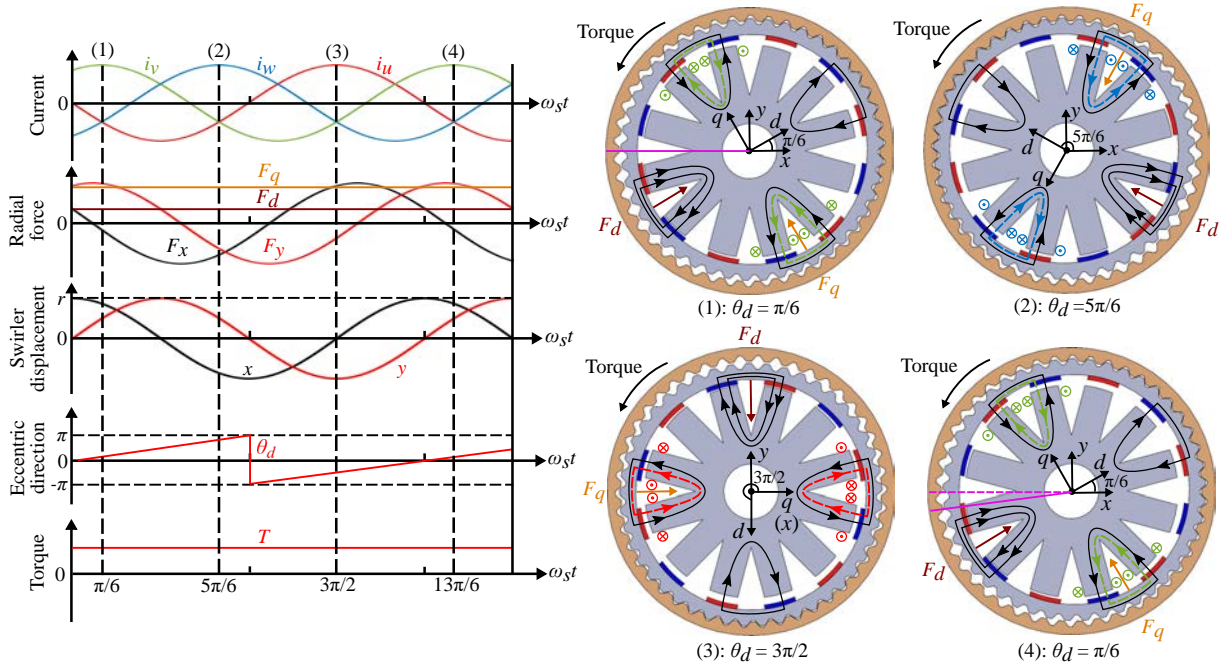 (1) (2) (3) (4)
i_v i_w i_u
Current
0
ω_s t
Radial force
F_q
F_d
0
F_x F_y
ω_s t
Swirler displacement
r
0
x y
ω_s t
Eccentric direction
π
0
-π
θ_d
ω_s t
Torque
T
0
π/6 5π/6 3π/2 13π/6
ω_s t
Torque
q y d
π/6
x
F_d
F_q
(1): θ_d = π/6
Torque
F_q
y
5π/6
x
d
q
F_d
(2): θ_d =5π/6
Torque
F_d
y
3π/2
F_q
q
(x)
d
(3): θ_d = 3π/2
Torque
q y d
π/6
x
F_d
F_q
(4): θ_d = π/6